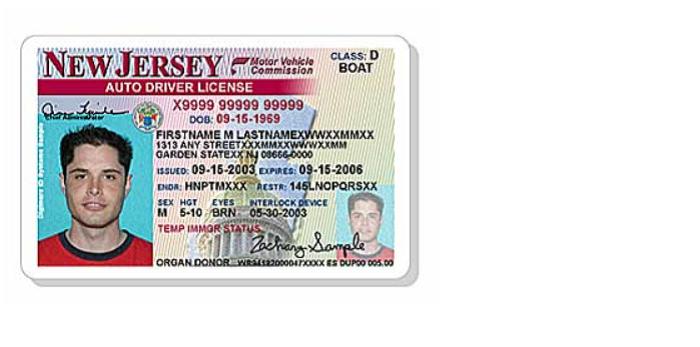 NEW JERSEY Motor Vehicle Commission
CLASS: D
BOAT
AUTO DRIVER LICENSE
Chief Administrator
X9999 99999 99999
DOB: 09-15-1969
FIRSTNAME M LASTNAMEXWWXXMMXX
1313 ANY STREETXXXMMXXWWWXXMM
GARDEN STATEXX NJ 08666-0000
ISSUED: 09-15-2003 EXPIRES: 09-15-2006
ENDR: HNPTMXXX RESTR: 145LNOPQRSXX
SEX HGT EYES INTERLOCK DEVICE
M 5-10 BRN 05-30-2003
TEMP IMMGR STATUS
Zachary Sample
ORGAN DONOR
ES DUP00 005.00